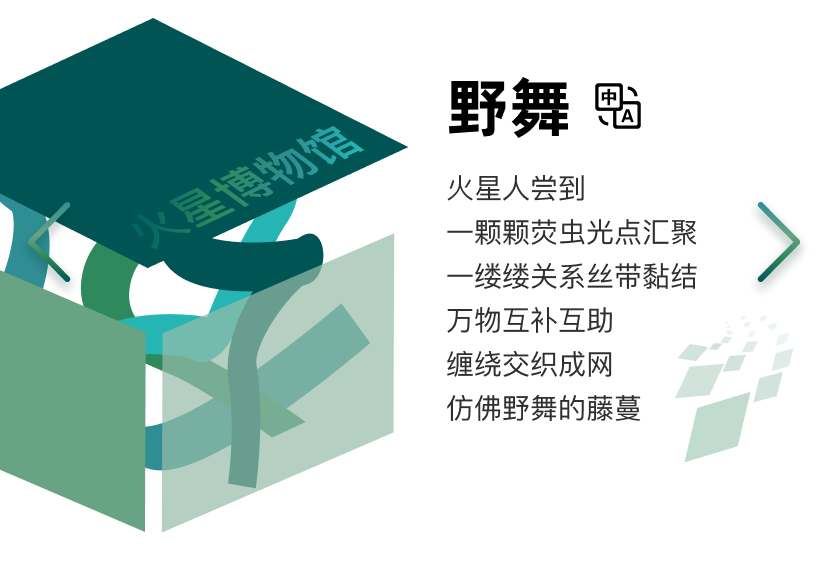 火星博物馆
野舞
中
A
火星人尝到
一颗颗荧虫光点汇聚
一缕缕关系丝带黏结
万物互补互助
缠绕交织成网
仿佛野舞的藤蔓